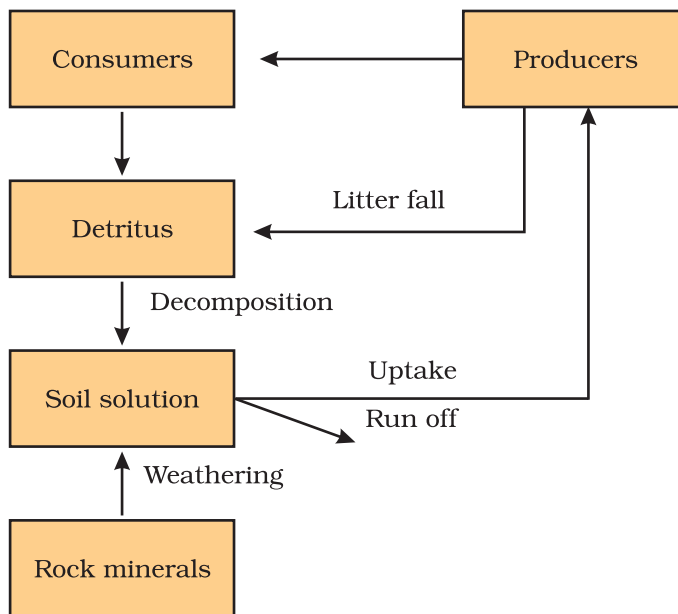 Consumers
Producers
Litter fall
Detritus
Decomposition
Uptake
Soil solution
Run off
Weathering
Rock minerals